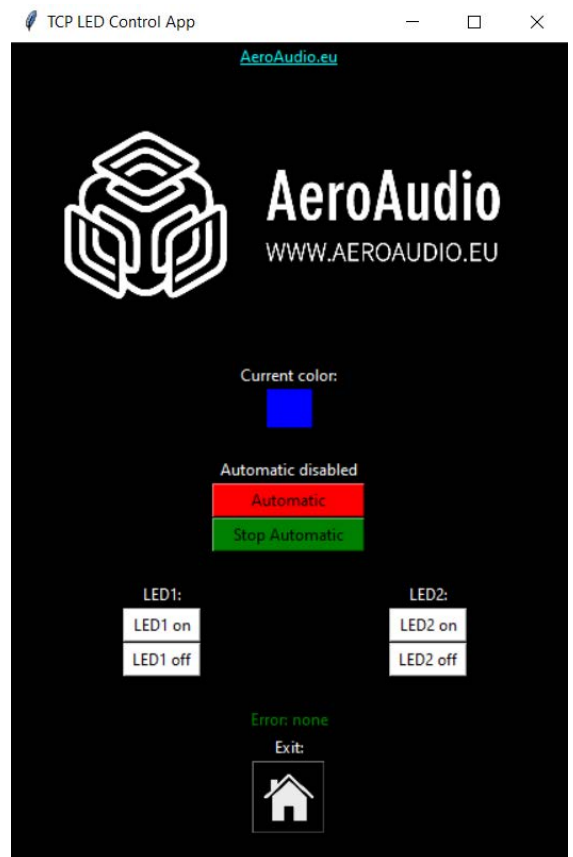 TCP LED Control App
AeroAudio.eu
AeroAudio
WWW.AEROAUDIO.EU
Current color:
Automatic disabled
Automatic
Stop Automatic
LED1: LED2:
LED1 on LED2 on
LED1 off LED2 off
Error: none
Exit: